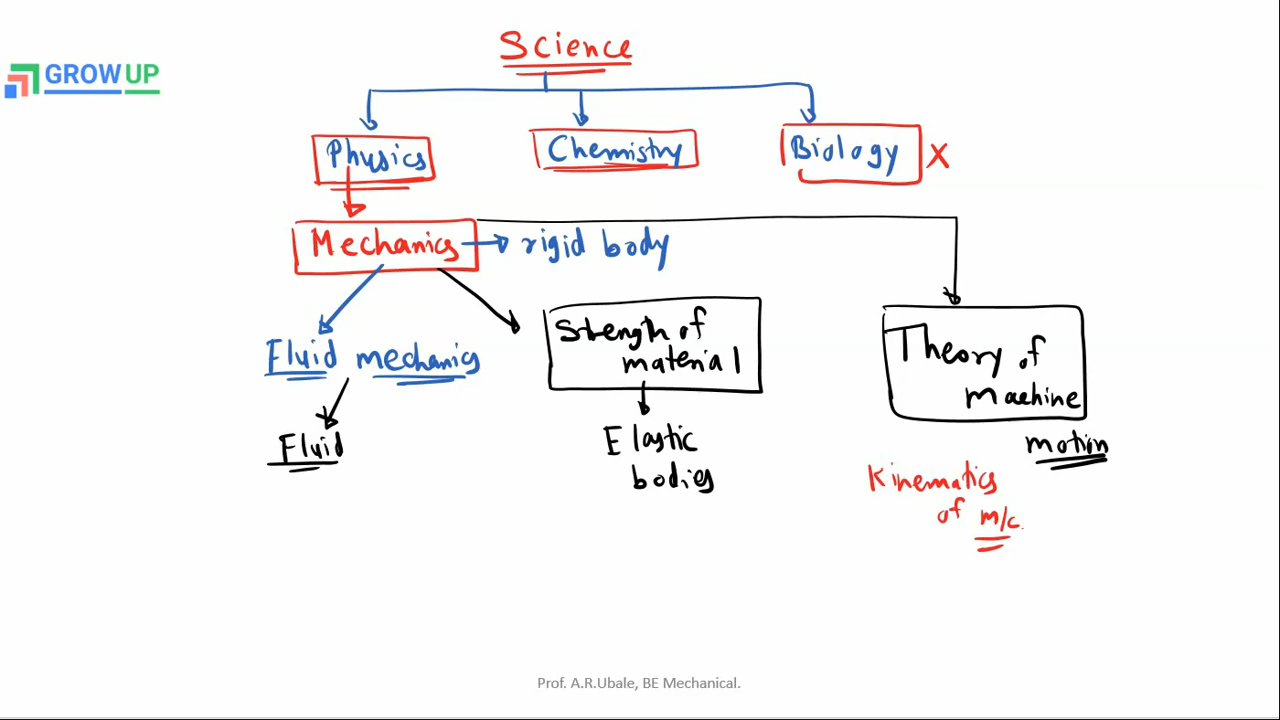 Science
GROW UP
Physics
Chemistry
Biology X
Mechanics
rigid body
Fluid mechanics
Strength of
material
Theory of
machine
Fluid
Elastic
bodies
motion
Kinematics
of m/c.
Prof. A.R.Ubale, BE Mechanical.